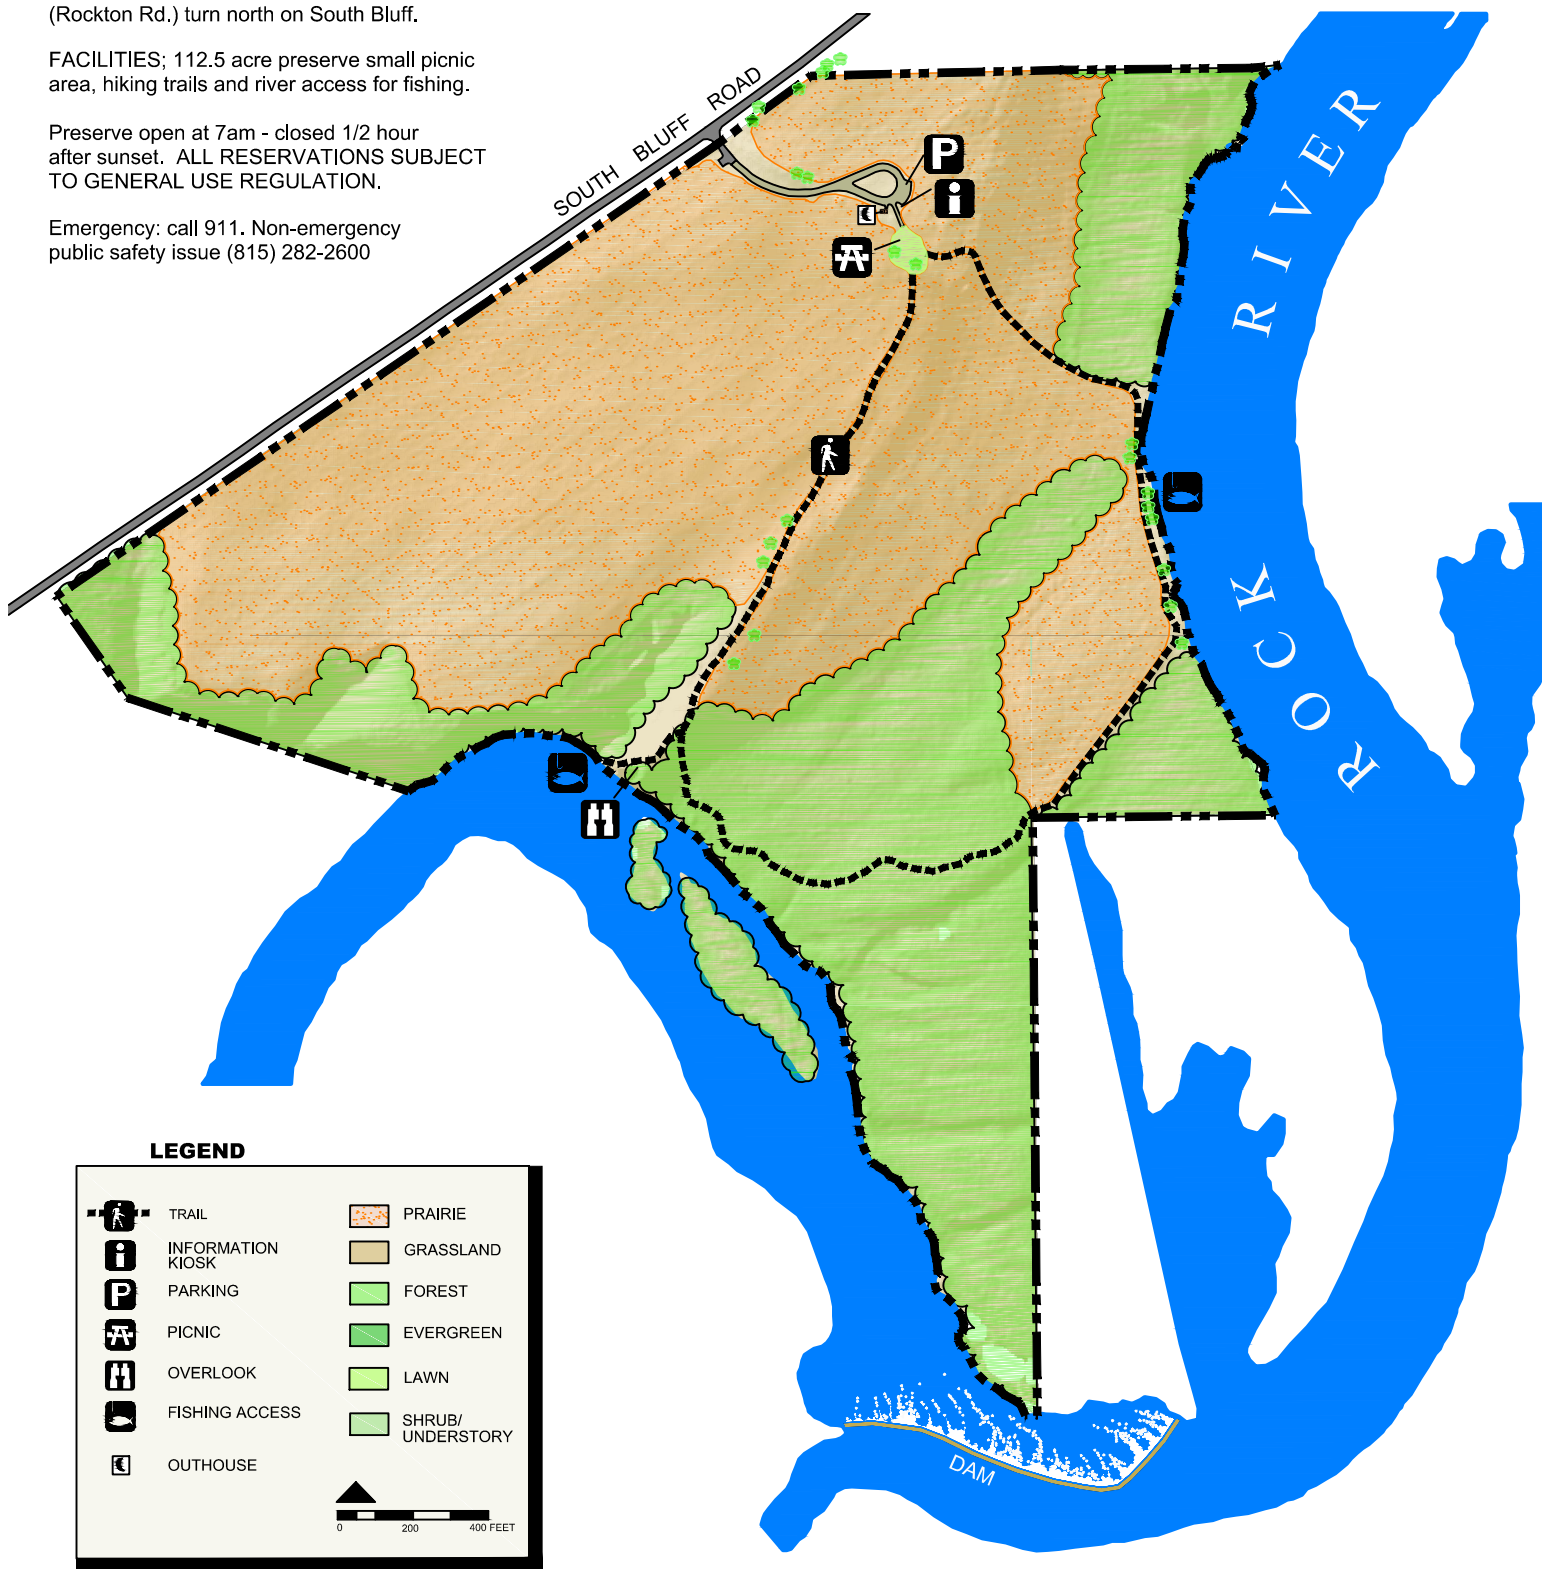 (Rockton Rd.) turn north on South Bluff.
FACILITIES; 112.5 acre preserve small picnic
area, hiking trails and river access for fishing.
Preserve open at 7am - closed 1/2 hour
after sunset. ALL RESERVATIONS SUBJECT
TO GENERAL USE REGULATION.
Emergency: call 911. Non-emergency
public safety issue (815) 282-2600
SOUTH BLUFF ROAD
P
i
ROCK RIVER
DAM
LEGEND
TRAIL
i INFORMATION
KIOSK
P PARKING
PICNIC
OVERLOOK
FISHING ACCESS
OUTHOUSE
PRAIRIE
GRASSLAND
FOREST
EVERGREEN
LAWN
SHRUB/
UNDERSTORY
0 200 400 FEET